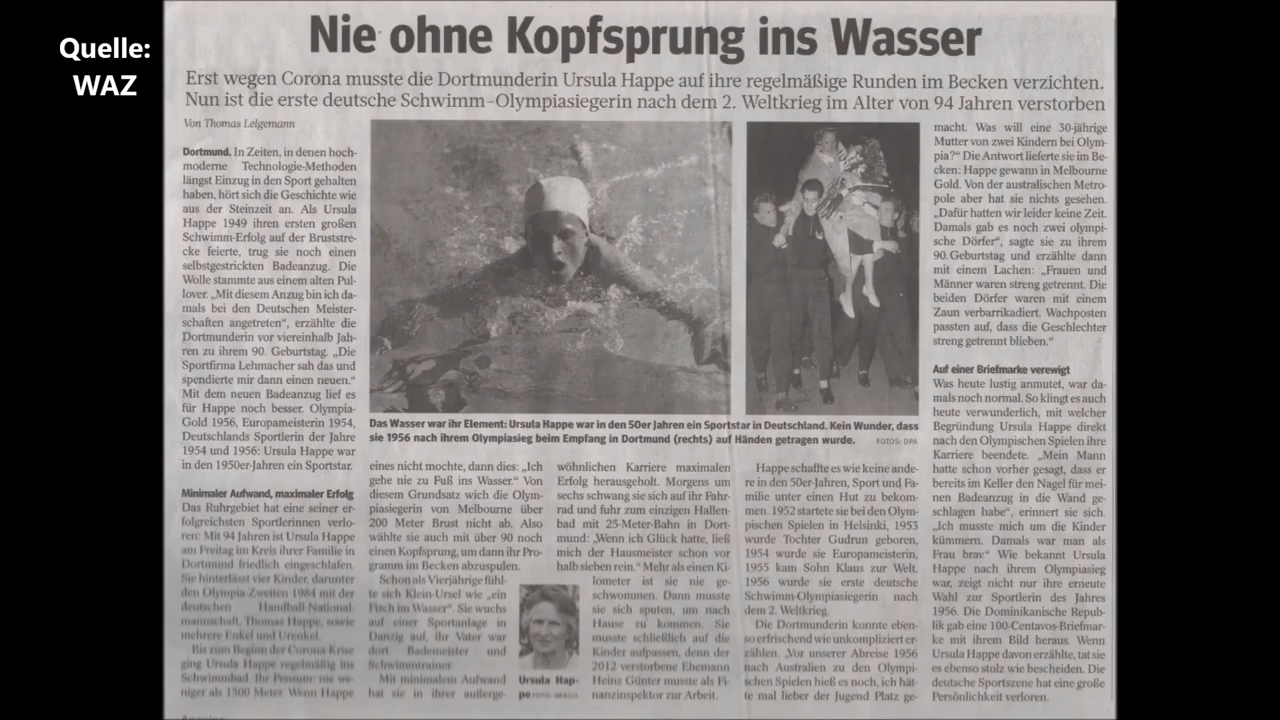 Quelle:
WAZ
Nie ohne Kopfsprung ins Wasser
Erst wegen Corona musste die Dortmunderin Ursula Happe auf ihre regelmäßige Runden im Becken verzichten.
Nun ist die erste deutsche Schwimm-Olympiasiegerin nach dem 2. Weltkrieg im Alter von 94 Jahren verstorben
Von Thomas Lelgemann
Dortmund. In Zeiten, in denen hoch-
moderne Technologie-Methoden
längst Einzug in den Sport gehalten
haben, hört sich die Geschichte wie
aus der Steinzeit an. Als Ursula
Happe 1949 ihren ersten großen
Schwimm-Erfolg auf der Bruststre-
cke feierte, trug sie noch einen
selbstgestrickten Badeanzug. Die
Wolle stammte aus einem alten Pul-
lover. „Mit diesem Anzug bin ich da-
mals bei den Deutschen Meister-
schaften angetreten“, erzählte die
Dortmunderin vor viereinhalb Jah-
ren zu ihrem 90. Geburtstag. „Die
Sportfirma Lehmacher sah das und
spendierte mir dann einen neuen.“
Mit dem neuen Badeanzug lief es
für Happe noch besser. Olympia-
Gold 1956, Europameisterin 1954,
Deutschlands Sportlerin der Jahre
1954 und 1956: Ursula Happe war
in den 1950er-Jahren ein Sportstar.
Minimaler Aufwand, maximaler Erfolg
Das Ruhrgebiet hat eine seiner er-
folgreichsten Sportlerinnen verlo-
ren: Mit 94 Jahren ist Ursula Happe
am Freitag im Kreis ihrer Familie in
Dortmund friedlich eingeschlafen.
Sie hinterlässt vier Kinder, darunter
den Olympia-Zweiten 1984 mit der
deutschen Handball-National-
mannschaft, Thomas Happe, sowie
mehrere Enkel und Urenkel.
Bis zum Beginn der Corona-Krise
ging Ursula Happe regelmäßig ins
Schwimmbad. Ihr Pensum: nie we-
niger als 1500 Meter. Wenn Happe
Das Wasser war ihr Element: Ursula Happe war in den 50er Jahren ein Sportstar in Deutschland. Kein Wunder, dass
sie 1956 nach ihrem Olympiasieg beim Empfang in Dortmund (rechts) auf Händen getragen wurde. FOTOS: DPA
eines nicht mochte, dann dies: „Ich
gehe nie zu Fuß ins Wasser.“ Von
diesem Grundsatz wich die Olym-
piasiegerin von Melbourne über
200 Meter Brust nicht ab. Also
wählte sie auch mit über 90 noch
einen Kopfsprung, um dann ihr Pro-
gramm im Becken abzuspulen.
Schon als Vierjährige fühl-
te sich Klein-Ursel wie „ein
Fisch im Wasser“. Sie wuchs
auf einer Sportanlage in
Danzig auf, ihr Vater war
dort Bademeister und
Schwimmtrainer.
Mit minimalem Aufwand
hat sie in ihrer außerge-
Ursula Hap-
pe FOTO: IMAGO
wöhnlichen Karriere maximalen
Erfolg herausgeholt. Morgens um
sechs schwang sie sich auf ihr Fahr-
rad und fuhr zum einzigen Hallen-
bad mit 25-Meter-Bahn in Dort-
mund: „Wenn ich Glück hatte, ließ
mich der Hausmeister schon vor
halb sieben rein.“ Mehr als einen Ki-
lometer ist sie nie ge-
schwommen. Dann musste
sie sich sputen, um nach
Hause zu kommen. Sie
musste schließlich auf die
Kinder aufpassen, denn der
2012 verstorbene Ehemann
Heinz Günter musste als Fi-
nanzinspektor zur Arbeit.
Happe schaffte es wie keine ande-
re in den 50er-Jahren, Sport und Fa-
milie unter einen Hut zu bekom-
men. 1952 startete sie bei den Olym-
pischen Spielen in Helsinki, 1953
wurde Tochter Gudrun geboren,
1954 wurde sie Europameisterin,
1955 kam Sohn Klaus zur Welt,
1956 wurde sie erste deutsche
Schwimm-Olympiasiegerin nach
dem 2. Weltkrieg.
Die Dortmunderin konnte eben-
so erfrischend wie unkompliziert er-
zählen. „Vor unserer Abreise 1956
nach Australien zu den Olympi-
schen Spielen hieß es noch, ich hät-
te mal lieber der Jugend Platz ge-
macht. Was will eine 30-jährige
Mutter von zwei Kindern bei Olym-
pia?“ Die Antwort lieferte sie im Be-
cken: Happe gewann in Melbourne
Gold. Von der australischen Metro-
pole aber hat sie nichts gesehen.
„Dafür hatten wir leider keine Zeit.
Damals gab es noch zwei olympi-
sche Dörfer“, sagte sie zu ihrem
90. Geburtstag und erzählte dann
mit einem Lachen: „Frauen und
Männer waren streng getrennt. Die
beiden Dörfer waren mit einem
Zaun verbarrikadiert. Wachposten
passten auf, dass die Geschlechter
streng getrennt blieben.“
Auf einer Briefmarke verewigt
Was heute lustig anmutet, war da-
mals noch normal. So klingt es auch
heute verwunderlich, mit welcher
Begründung Ursula Happe direkt
nach den Olympischen Spielen ihre
Karriere beendete. „Mein Mann
hatte schon vorher gesagt, dass er
bereits im Keller den Nagel für mei-
nen Badeanzug in die Wand ge-
schlagen habe“, erinnert sie sich.
„Ich musste mich um die Kinder
kümmern. Damals war man als
Frau brav.“ Wie bekannt Ursula
Happe nach ihrem Olympiasieg
war, zeigt nicht nur ihre erneute
Wahl zur Sportlerin des Jahres
1956. Die Dominikanische Repub-
lik gab eine 100-Centavos-Briefmar-
ke mit ihrem Bild heraus. Wenn
Ursula Happe davon erzählte, tat sie
es ebenso stolz wie bescheiden. Die
deutsche Sportszene hat eine große
Persönlichkeit verloren.